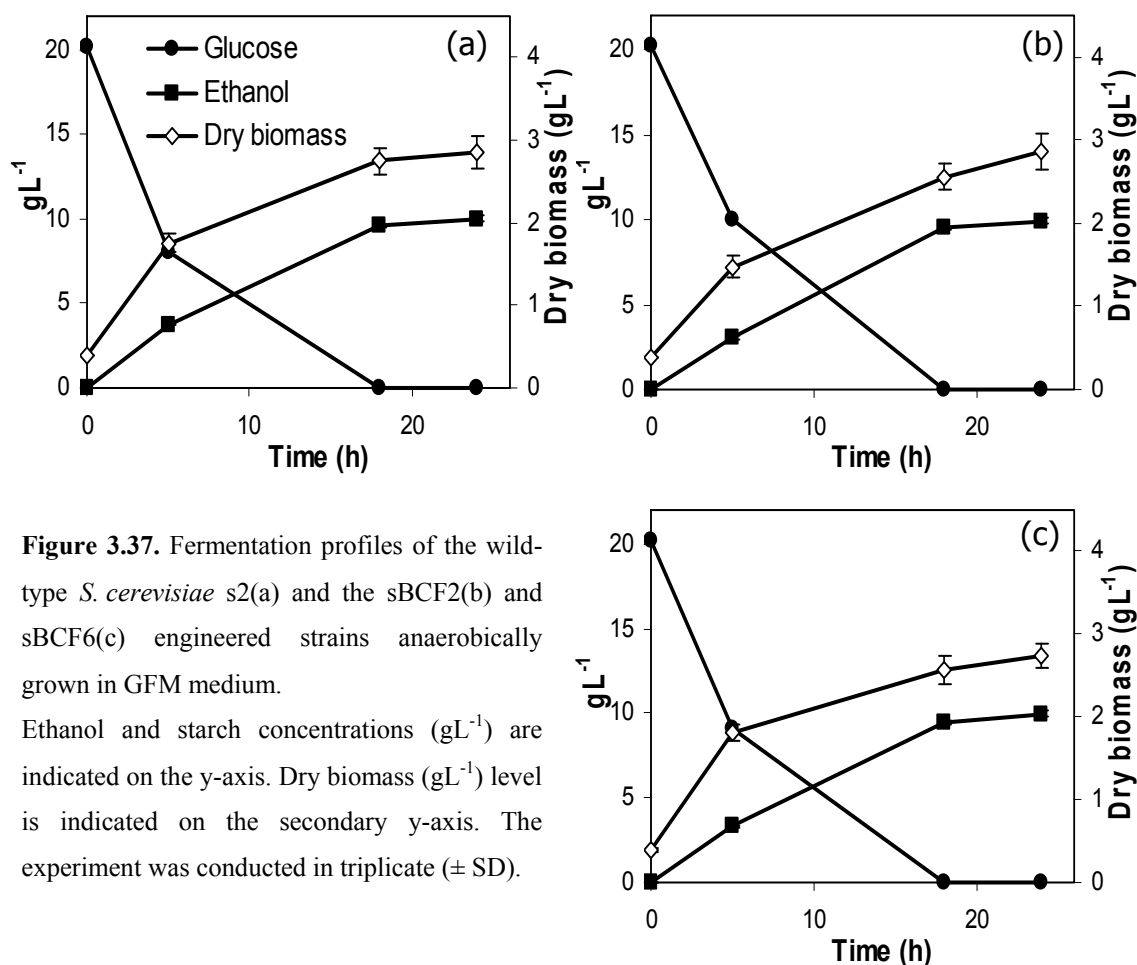 (a)
Glucose
Ethanol
Dry biomass
20
15
10
5
0
gL⁻¹
4
3
2
1
0
Dry biomass (gL⁻¹)
0 10 20
Time (h)
(b)
20
15
10
5
0
gL⁻¹
4
3
2
1
0
Dry biomass (gL⁻¹)
0 10 20
Time (h)
Figure 3.37. Fermentation profiles of the wild-
type S. cerevisiae s2(a) and the sBCF2(b) and
sBCF6(c) engineered strains anaerobically
grown in GFM medium.
Ethanol and starch concentrations (gL⁻¹) are
indicated on the y-axis. Dry biomass (gL⁻¹) level
is indicated on the secondary y-axis. The
experiment was conducted in triplicate (± SD).
(c)
20
15
10
5
0
gL⁻¹
4
3
2
1
0
Dry biomass (gL⁻¹)
0 10 20
Time (h)